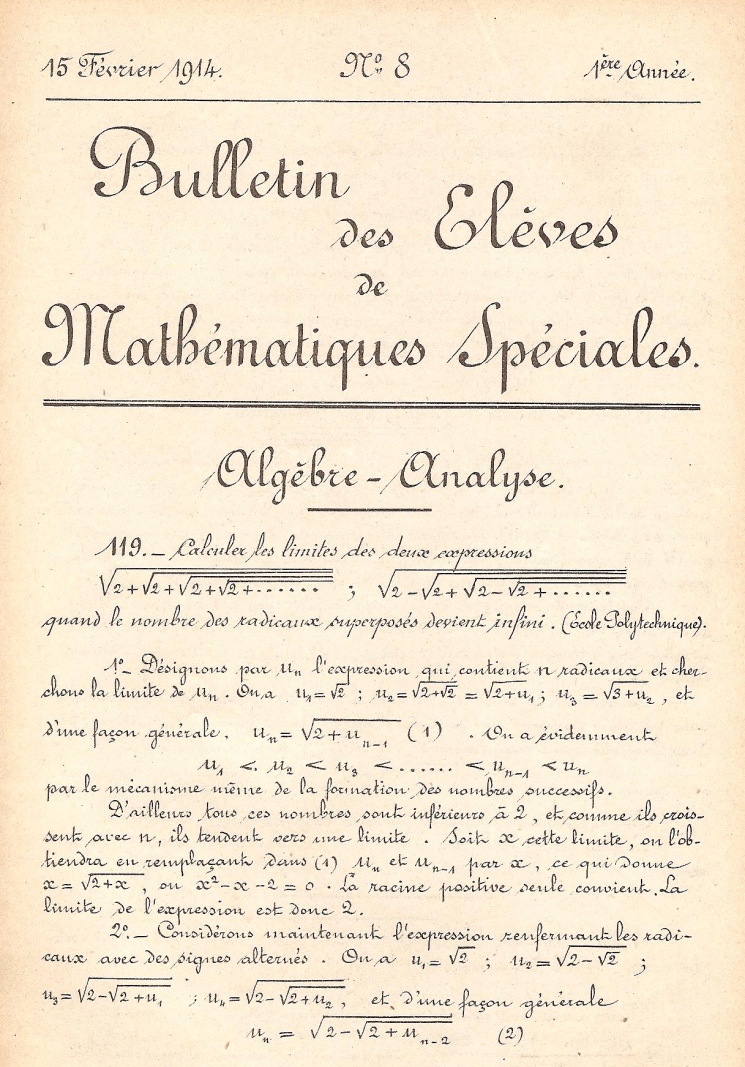 15 Février 1914. N° 8 1ère Année.
Bulletin
des Elèves
de
Mathématiques Spéciales.
Algèbre - Analyse.
119. _ Calculer les limites des deux expressions
√(2+√(2+√(2+√(2+ . . . . . . )))) ; √(2-√(2+√(2-√(2+ . . . . . . ))))
quand le nombre des radicaux superposés devient infini. (Ecole Polytechnique).
1°_ Désignons par uₙ l'expression qui contient n radicaux et cher-
chons la limite de uₙ. On a u₁=√2 ; u₂=√(2+√2) = √(2+u₁) ; u₃ = √(3+u₂) , et
d'une façon générale, uₙ = √(2+uₙ₋₁) (1) . On a évidemment
u₁ < u₂ < u₃ < . . . . . . < uₙ₋₁ < uₙ
par le mécanisme même de la formation des nombres successifs.
D'ailleurs tous ces nombres sont inférieurs à 2, et comme ils crois-
sent avec n, ils tendent vers une limite. Soit x cette limite, on l'ob-
tiendra en remplaçant dans (1) uₙ et uₙ₋₁ par x, ce qui donne
x = √(2+x) , ou x²-x-2 = 0 . La racine positive seule convient. La
limite de l'expression est donc 2.
2°_ Considérons maintenant l'expression renfermant les radi-
caux avec des signes alternés. On a u₁ = √2 ; u₂ = √(2-√2) ;
u₃ = √(2-√(2+u₁)) ; u₄ = √(2-√(2+u₂)) , et d'une façon générale
uₙ = √(2-√(2+uₙ₋₂)) (2)